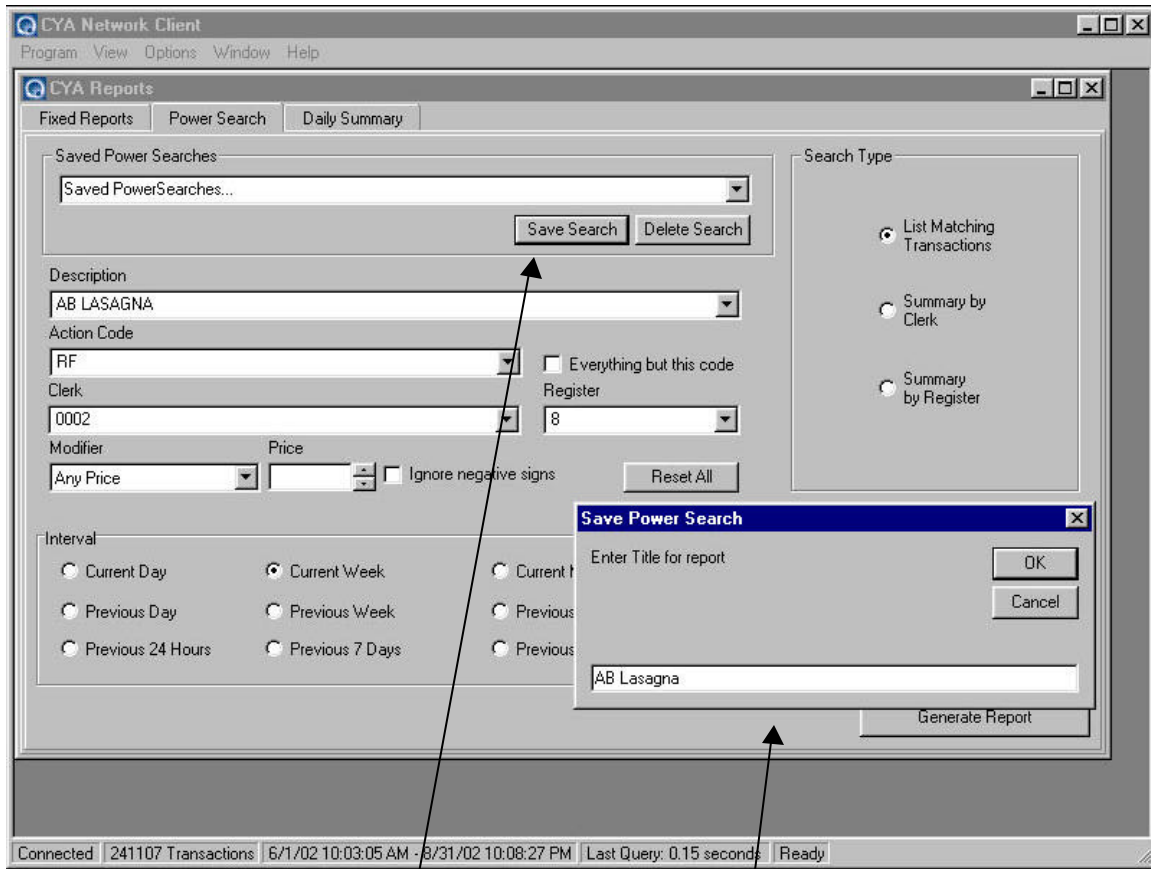 CYA Network Client
Program View Options Window Help
CYA Reports
Fixed Reports Power Search Daily Summary
Saved Power Searches
Saved PowerSearches...
Save Search Delete Search
Search Type
List Matching
Transactions
Summary by
Clerk
Summary
by Register
Description
AB LASAGNA
Action Code
RF
Everything but this code
Clerk
Register
0002
8
Modifier
Price
Any Price
Ignore negative signs
Reset All
Interval
Current Day
Current Week
Current
Previous Day
Previous Week
Previous
Previous 24 Hours
Previous 7 Days
Previous
Save Power Search
Enter Title for report
OK
Cancel
AB Lasagna
Generate Report
Connected 241107 Transactions 6/1/02 10:03:05 AM - 8/31/02 10:08:27 PM Last Query: 0.15 seconds Ready